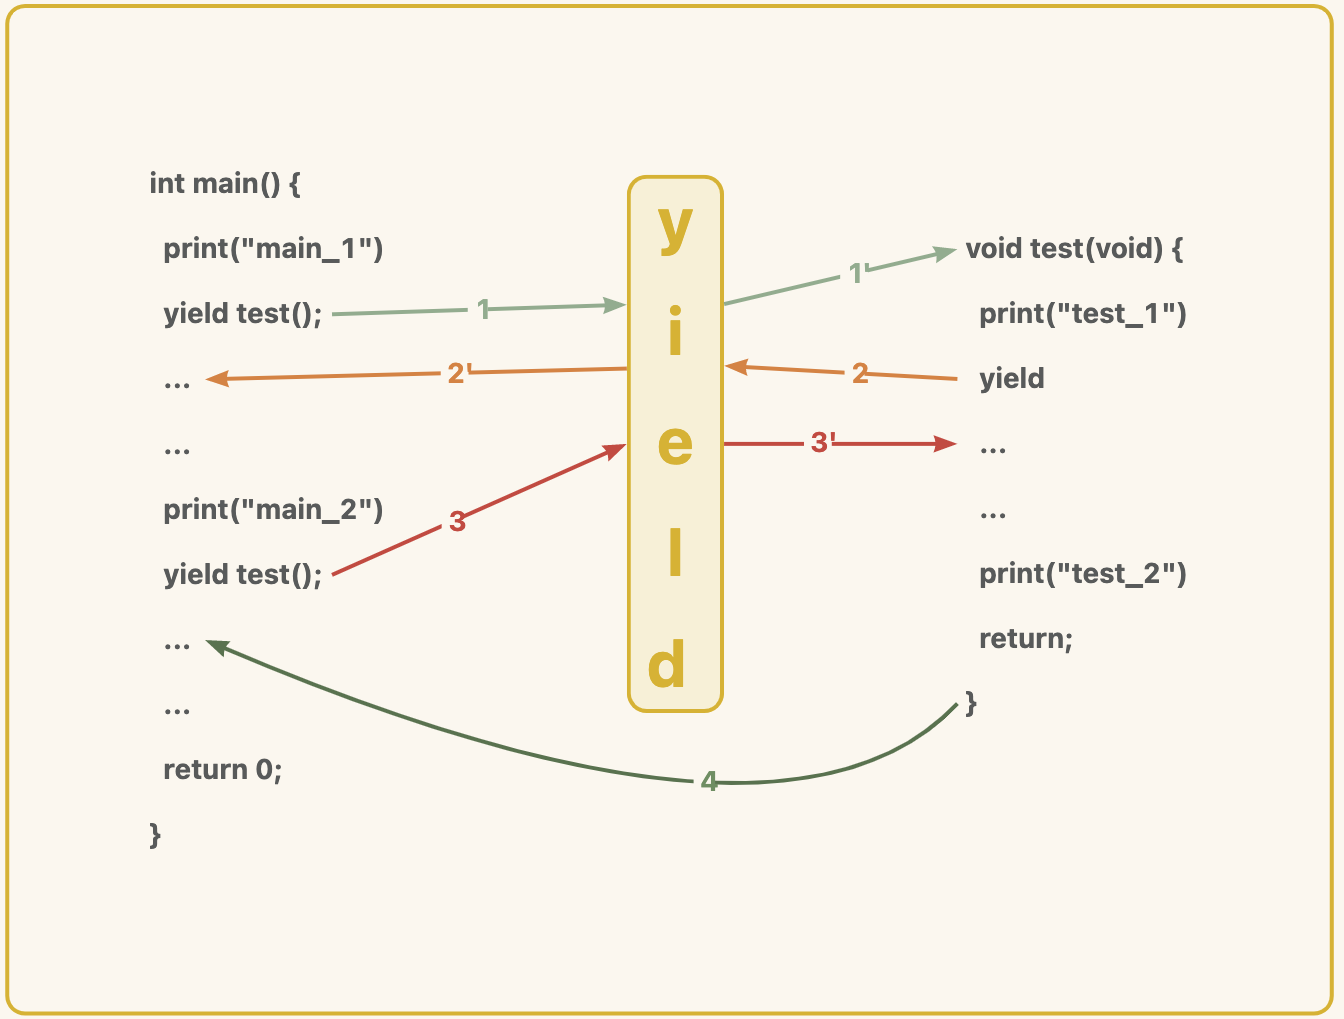 int main() {
print("main_1")
yield test();
...
...
print("main_2")
yield test();
...
...
return 0;
}
1
2'
3
4
y
i
e
l
d
1'
2
3'
void test(void) {
print("test_1")
yield
...
...
print("test_2")
return;
}